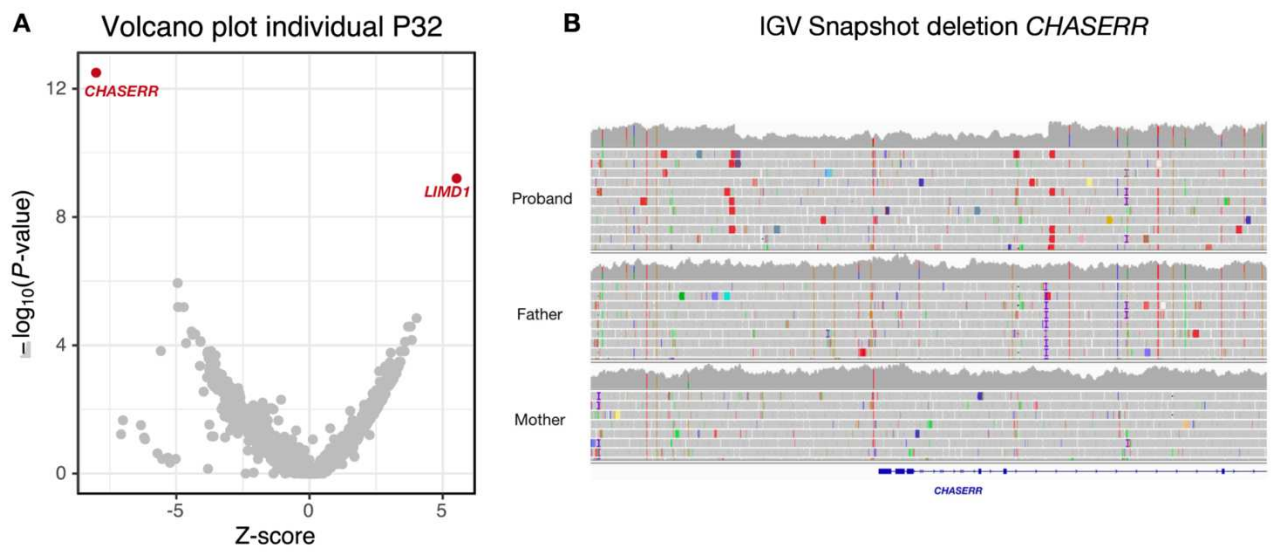 A
Volcano plot individual P32
CHASERR
LIMD1
− log10(P-value)
12
8
4
0
-5
0
5
Z-score
B
IGV Snapshot deletion CHASERR
Proband
Father
Mother
CHASERR